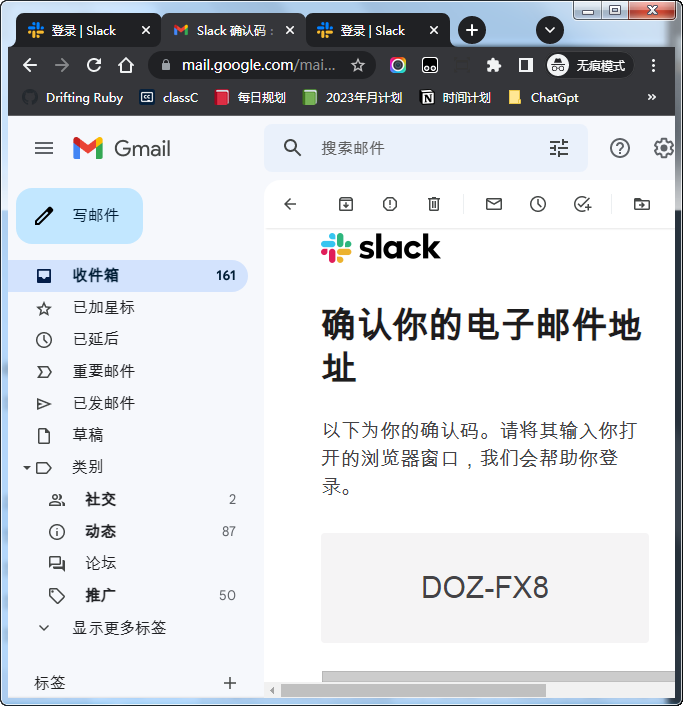 登录 | Slack
Slack 确认码：
登录 | Slack
mail.google.com/mai...
无痕模式
Drifting Ruby
classC
每日规划
2023年月计划
时间计划
ChatGpt
Gmail
搜索邮件
写邮件
收件箱 161
已加星标
已延后
重要邮件
已发邮件
草稿
类别
社交 2
动态 87
论坛
推广 50
显示更多标签
标签
slack
确认你的电子邮件地
址
以下为你的确认码。请将其输入你打
开的浏览器窗口，我们会帮助你登
录。
DOZ-FX8